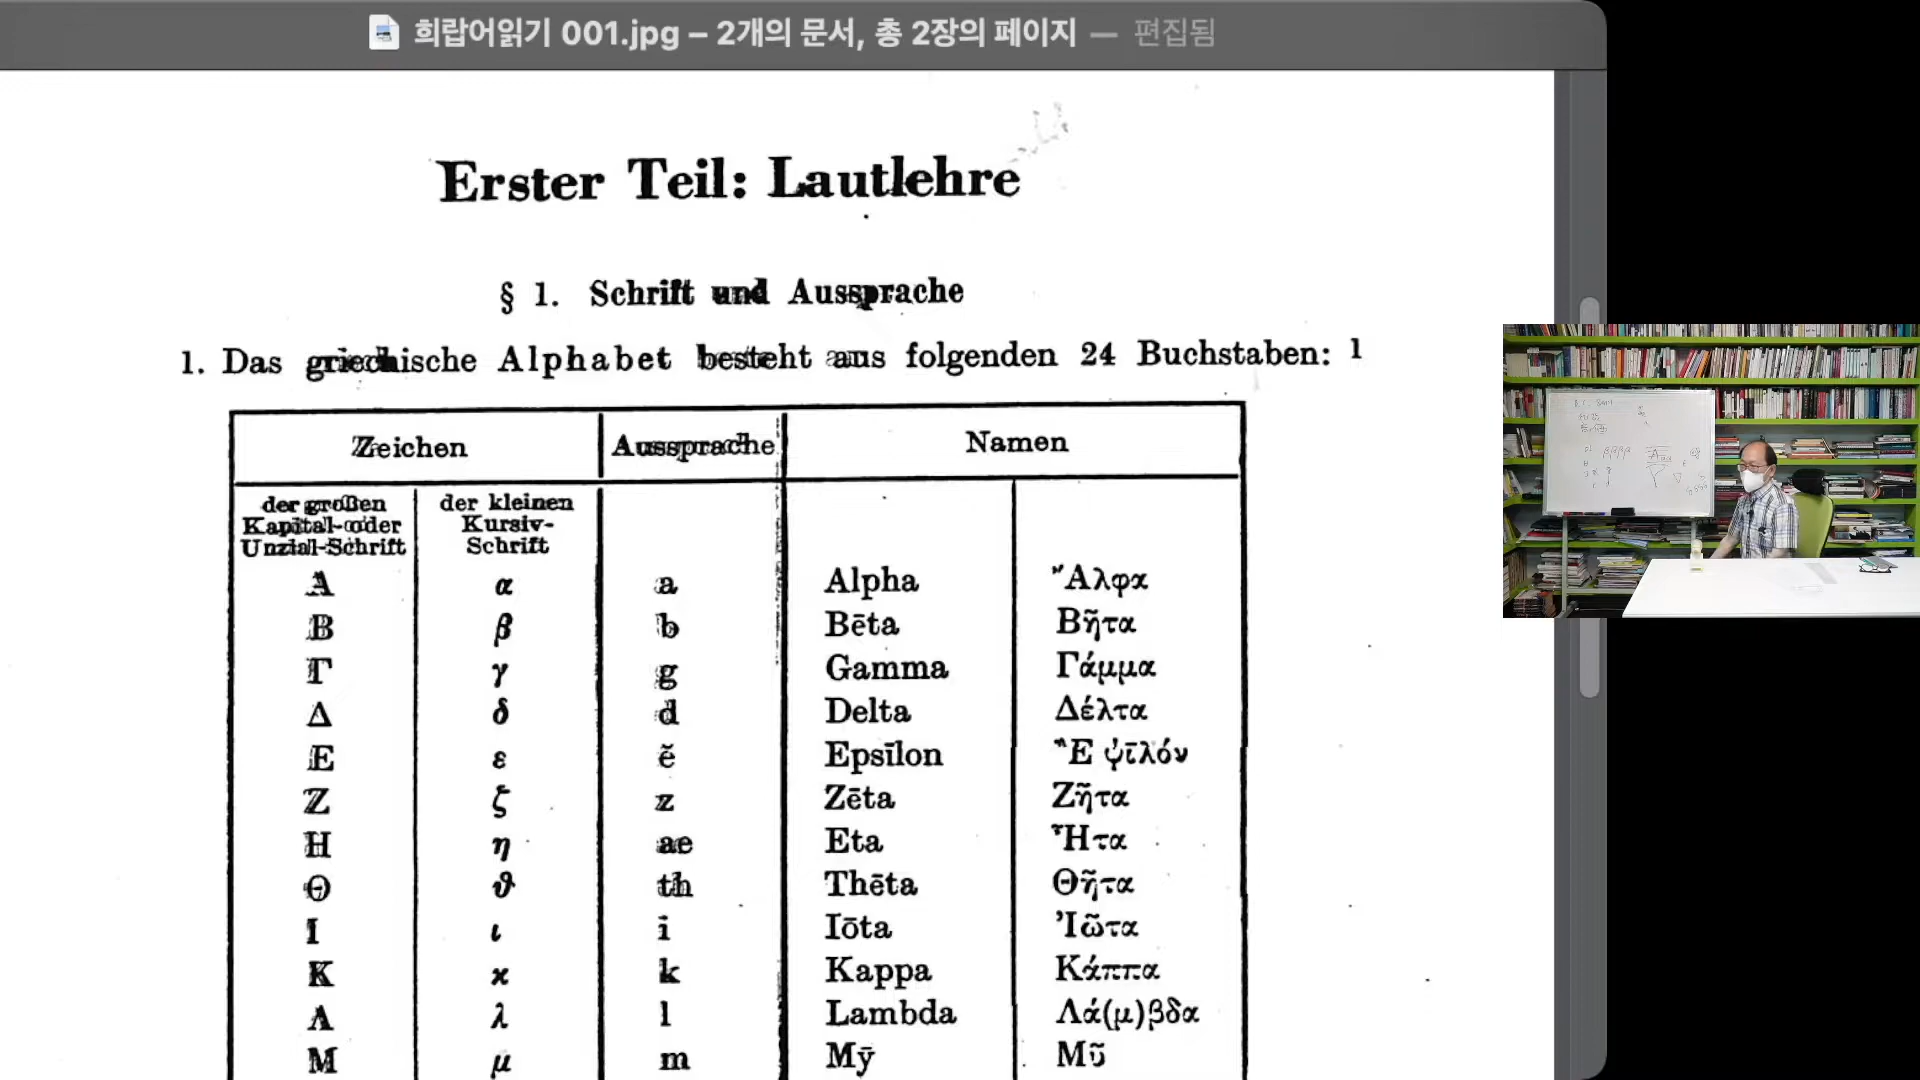 희랍어읽기 001.jpg – 2개의 문서, 총 2장의 페이지 — 편집됨
Erster Teil: Lautlehre
§ 1. Schrift und Aussprache
1. Das griechische Alphabet besteht aus folgenden 24 Buchstaben: 1
Zeichen Aussprache Namen
der großen Kapital- oder Unzial-Schrift
der kleinen Kursiv-Schrift
Α α a Alpha Ἄλφα
Β β b Bēta Βῆτα
Γ γ g Gamma Γάμμα
Δ δ d Delta Δέλτα
Ε ε ĕ Epsīlon Ἒ ψῑλόν
Ζ ζ z Zēta Ζῆτα
Η η ae Eta Ἦτα
Θ ϑ th Thēta Θῆτα
Ι ι i Iōta Ἰῶτα
Κ ϰ k Kappa Κάππα
Λ λ l Lambda Λά(μ)βδα
Μ μ m Mȳ Μῦ